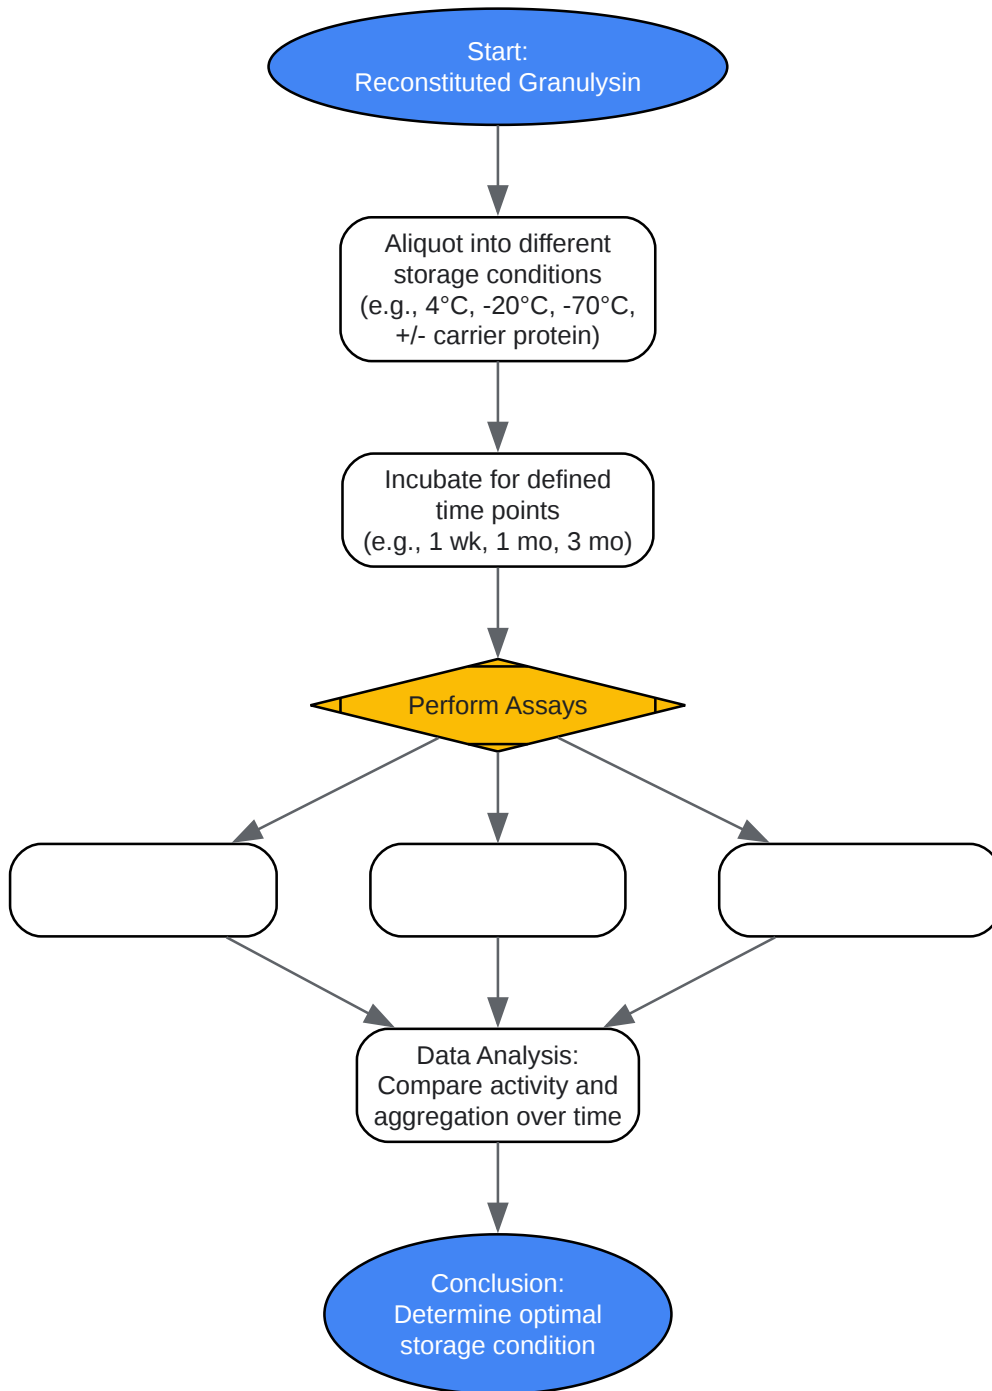 Start:
Reconstituted Granulysin
Aliquot into different
storage conditions
(e.g., 4°C, -20°C, -70°C,
+/- carrier protein)
Incubate for defined
time points
(e.g., 1 wk, 1 mo, 3 mo)
Perform Assays
Data Analysis:
Compare activity and
aggregation over time
Conclusion:
Determine optimal
storage condition